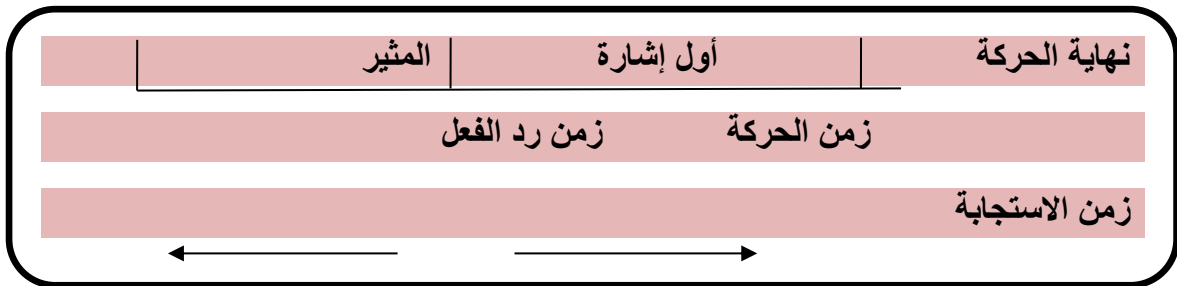 نهاية الحركة أول إشارة المثير
زمن الحركة زمن رد الفعل
زمن الاستجابة